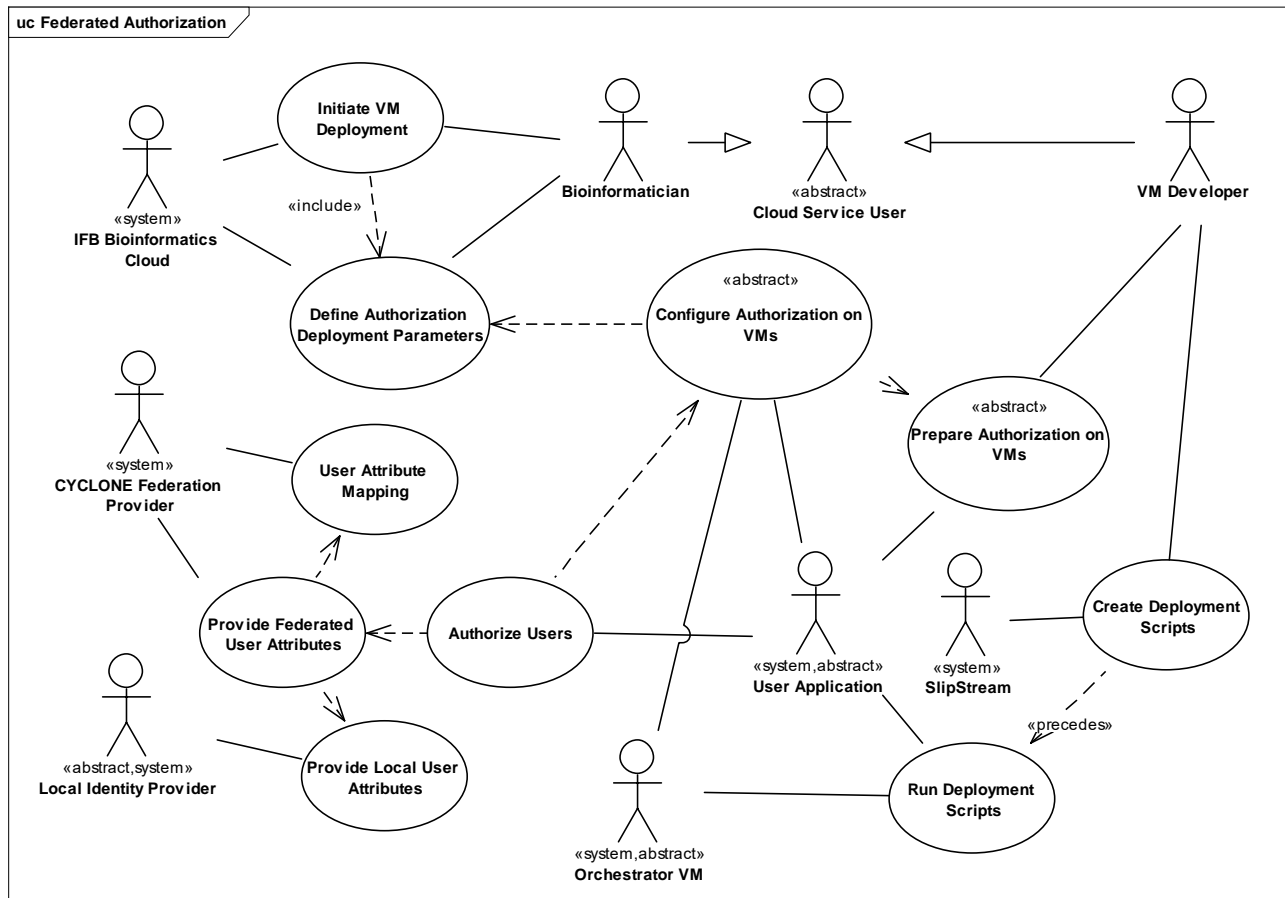 uc Federated Authorization
Initiate VM
Deployment
Bioinformatician
«abstract»
Cloud Service User
VM Developer
«system»
IFB Bioinformatics
Cloud
«include»
Define Authorization
Deployment Parameters
«abstract»
Configure Authorization on
VMs
«abstract»
Prepare Authorization on
VMs
«system»
CYCLONE Federation
Provider
User Attribute
Mapping
Provide Federated
User Attributes
Authorize Users
«system,abstract»
User Application
«system»
SlipStream
Create Deployment
Scripts
«precedes»
«abstract,system»
Local Identity Provider
Provide Local User
Attributes
«system,abstract»
Orchestrator VM
Run Deployment
Scripts